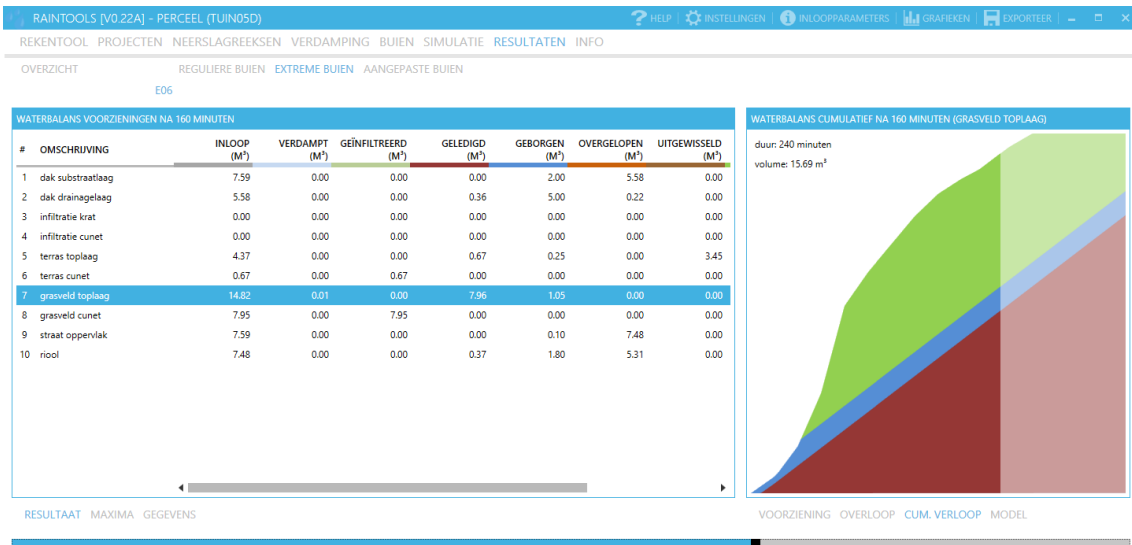 RAINTOOLS [V0.22A] - PERCEEL (TUIN05D) HELP | INSTELLINGEN | INLOOPPARAMETERS | GRAFIEKEN | EXPORTEER |
REKENTOOL PROJECTEN NEERSLAGREEKSEN VERDAMPING BUIEN SIMULATIE RESULTATEN INFO
OVERZICHT REGULIERE BUIEN EXTREME BUIEN AANGEPASTE BUIEN
E06
WATERBALANS VOORZIENINGEN NA 160 MINUTEN
# OMSCHRIJVING INLOOP (M³) VERDAMPT (M³) GEÏNFILTREERD (M³) GELEDIGD (M³) GEBORGEN (M³) OVERGELOPEN (M³) UITGEWISSELD (M³)
1 dak substraatlaag 7.59 0.00 0.00 0.00 2.00 5.58 0.00
2 dak drainagelaag 5.58 0.00 0.00 0.36 5.00 0.22 0.00
3 infiltratie krat 0.00 0.00 0.00 0.00 0.00 0.00 0.00
4 infiltratie cunet 0.00 0.00 0.00 0.00 0.00 0.00 0.00
5 terras toplaag 4.37 0.00 0.00 0.67 0.25 0.00 3.45
6 terras cunet 0.67 0.00 0.67 0.00 0.00 0.00 0.00
7 grasveld toplaag 14.82 0.01 0.00 7.96 1.05 0.00 0.00
8 grasveld cunet 7.95 0.00 7.95 0.00 0.00 0.00 0.00
9 straat oppervlak 7.59 0.00 0.00 0.00 0.10 7.48 0.00
10 riool 7.48 0.00 0.00 0.37 1.80 5.31 0.00
RESULTAAT MAXIMA GEGEVENS
WATERBALANS CUMULATIEF NA 160 MINUTEN (GRASVELD TOPLAAG)
duur: 240 minuten
volume: 15.69 m³
VOORZIENING OVERLOOP CUM. VERLOOP MODEL